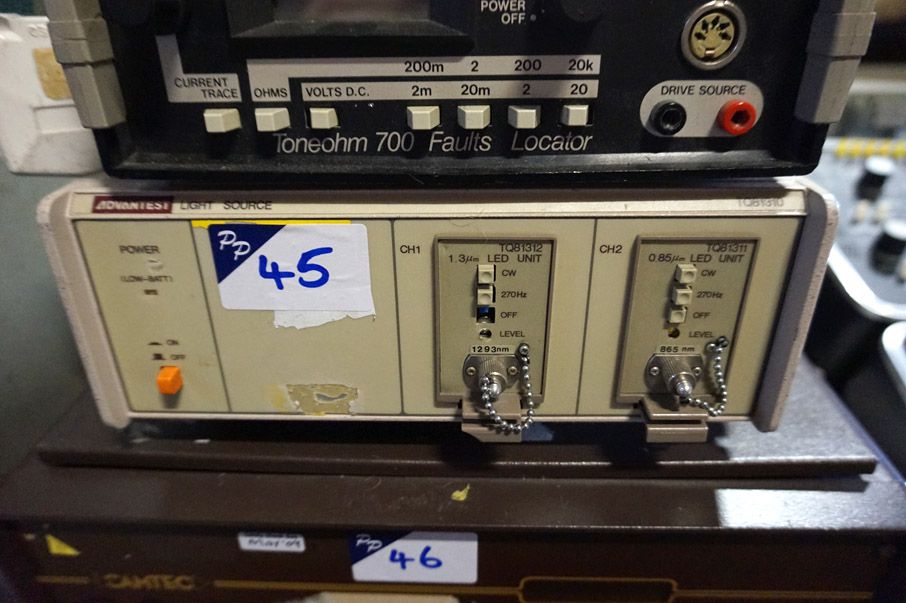 POWER
OFF
200m 2 200 20k
CURRENT
TRACE
OHMS
VOLTS D.C.
2m 20m 2 20
DRIVE SOURCE
Toneohm 700 Faults Locator
ADVANTEST LIGHT SOURCE
TQ81310
POWER
(LOW-BATT)
ON
OFF
PP
45
CH1
TQ81312
1.3μm LED UNIT
CW
270Hz
OFF
LEVEL
1293nm
CH2
TQ81311
0.85μm LED UNIT
CW
270Hz
OFF
LEVEL
865 nm
PP
46
CAMTEC